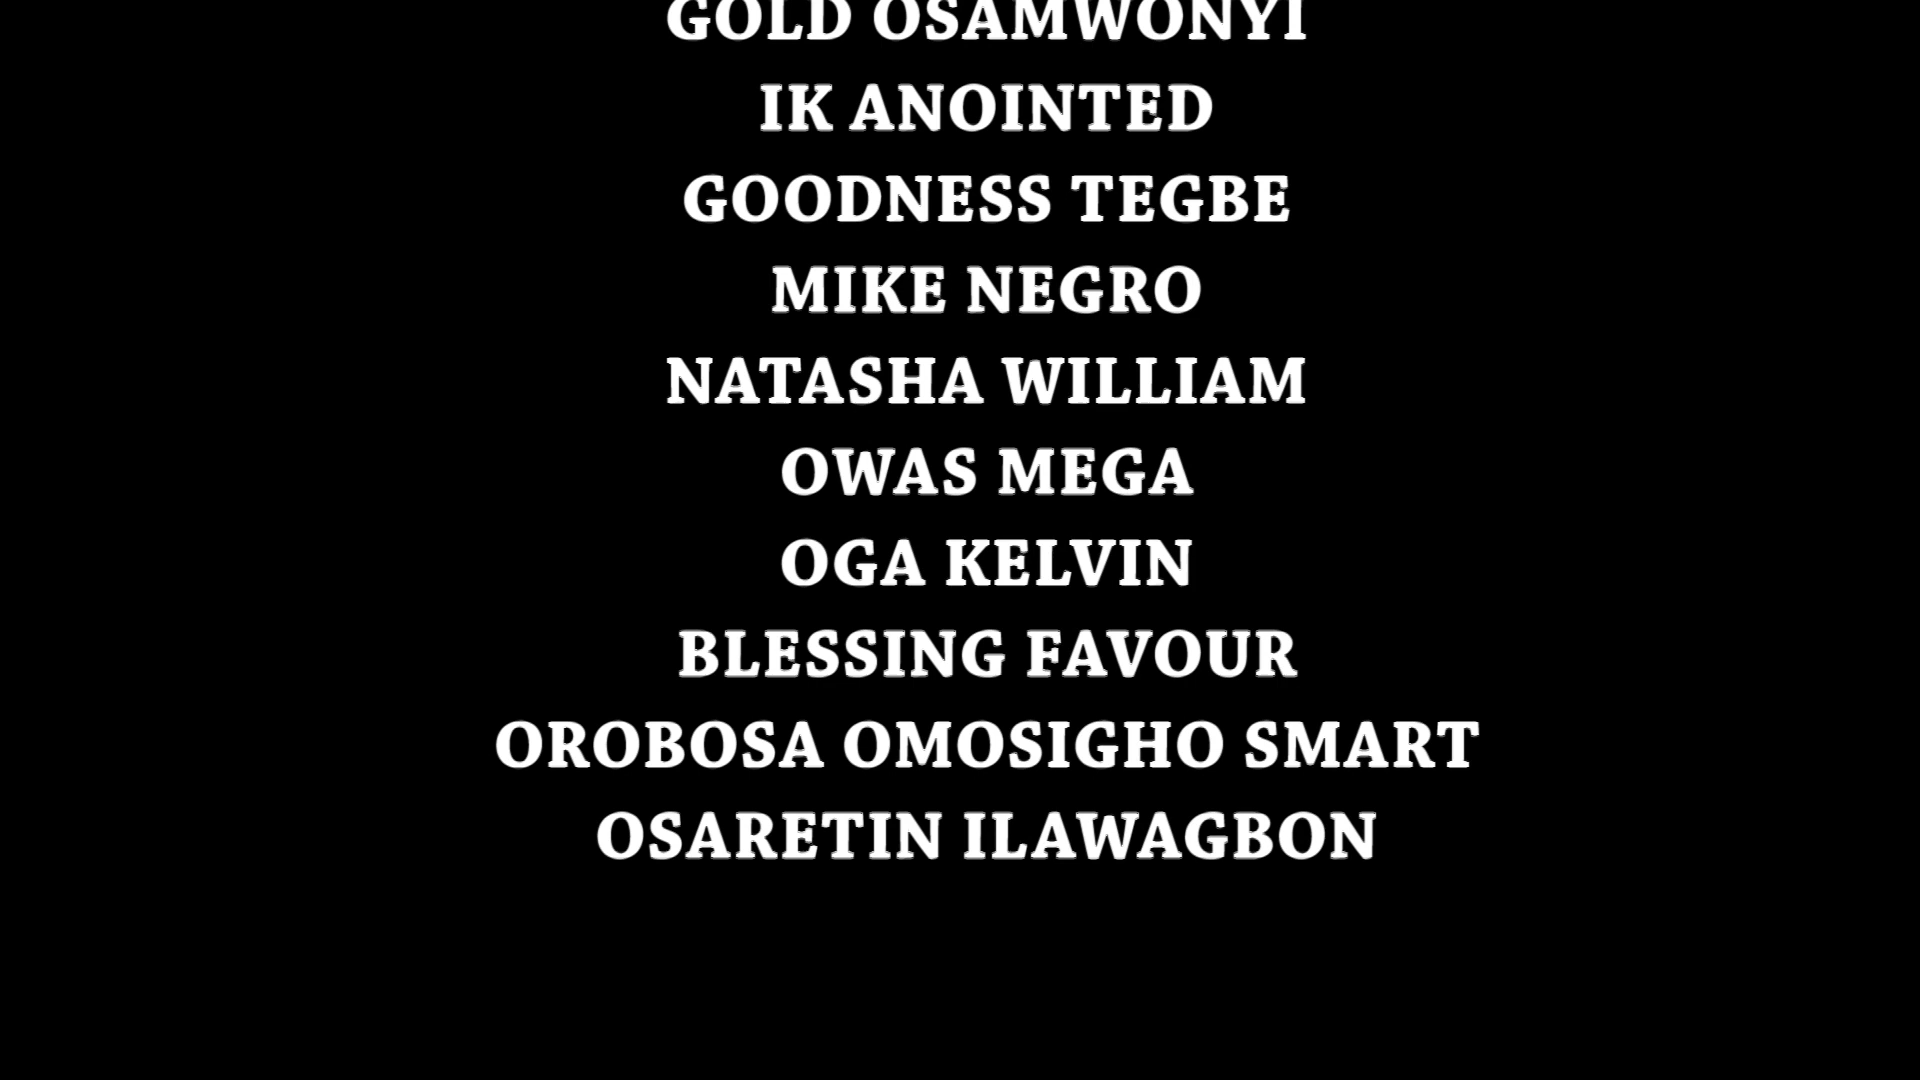 GOLD OSAMWONYI
IK ANOINTED
GOODNESS TEGBE
MIKE NEGRO
NATASHA WILLIAM
OWAS MEGA
OGA KELVIN
BLESSING FAVOUR
OROBOSA OMOSIGHO SMART
OSARETIN ILAWAGBON